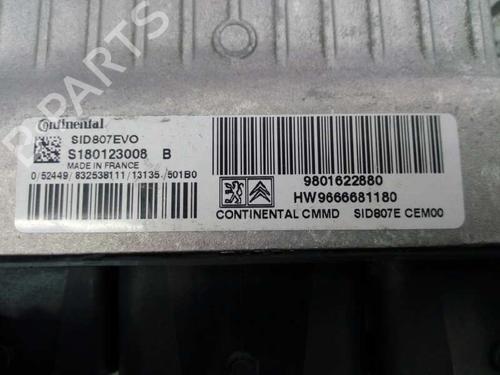 Continental
SID807EVO
S180123008 B
MADE IN FRANCE
0/52449/832538111/13135./501B0
9801622880
HW9666681180
CONTINENTAL CMMD SID807E CEM00
B PARTS